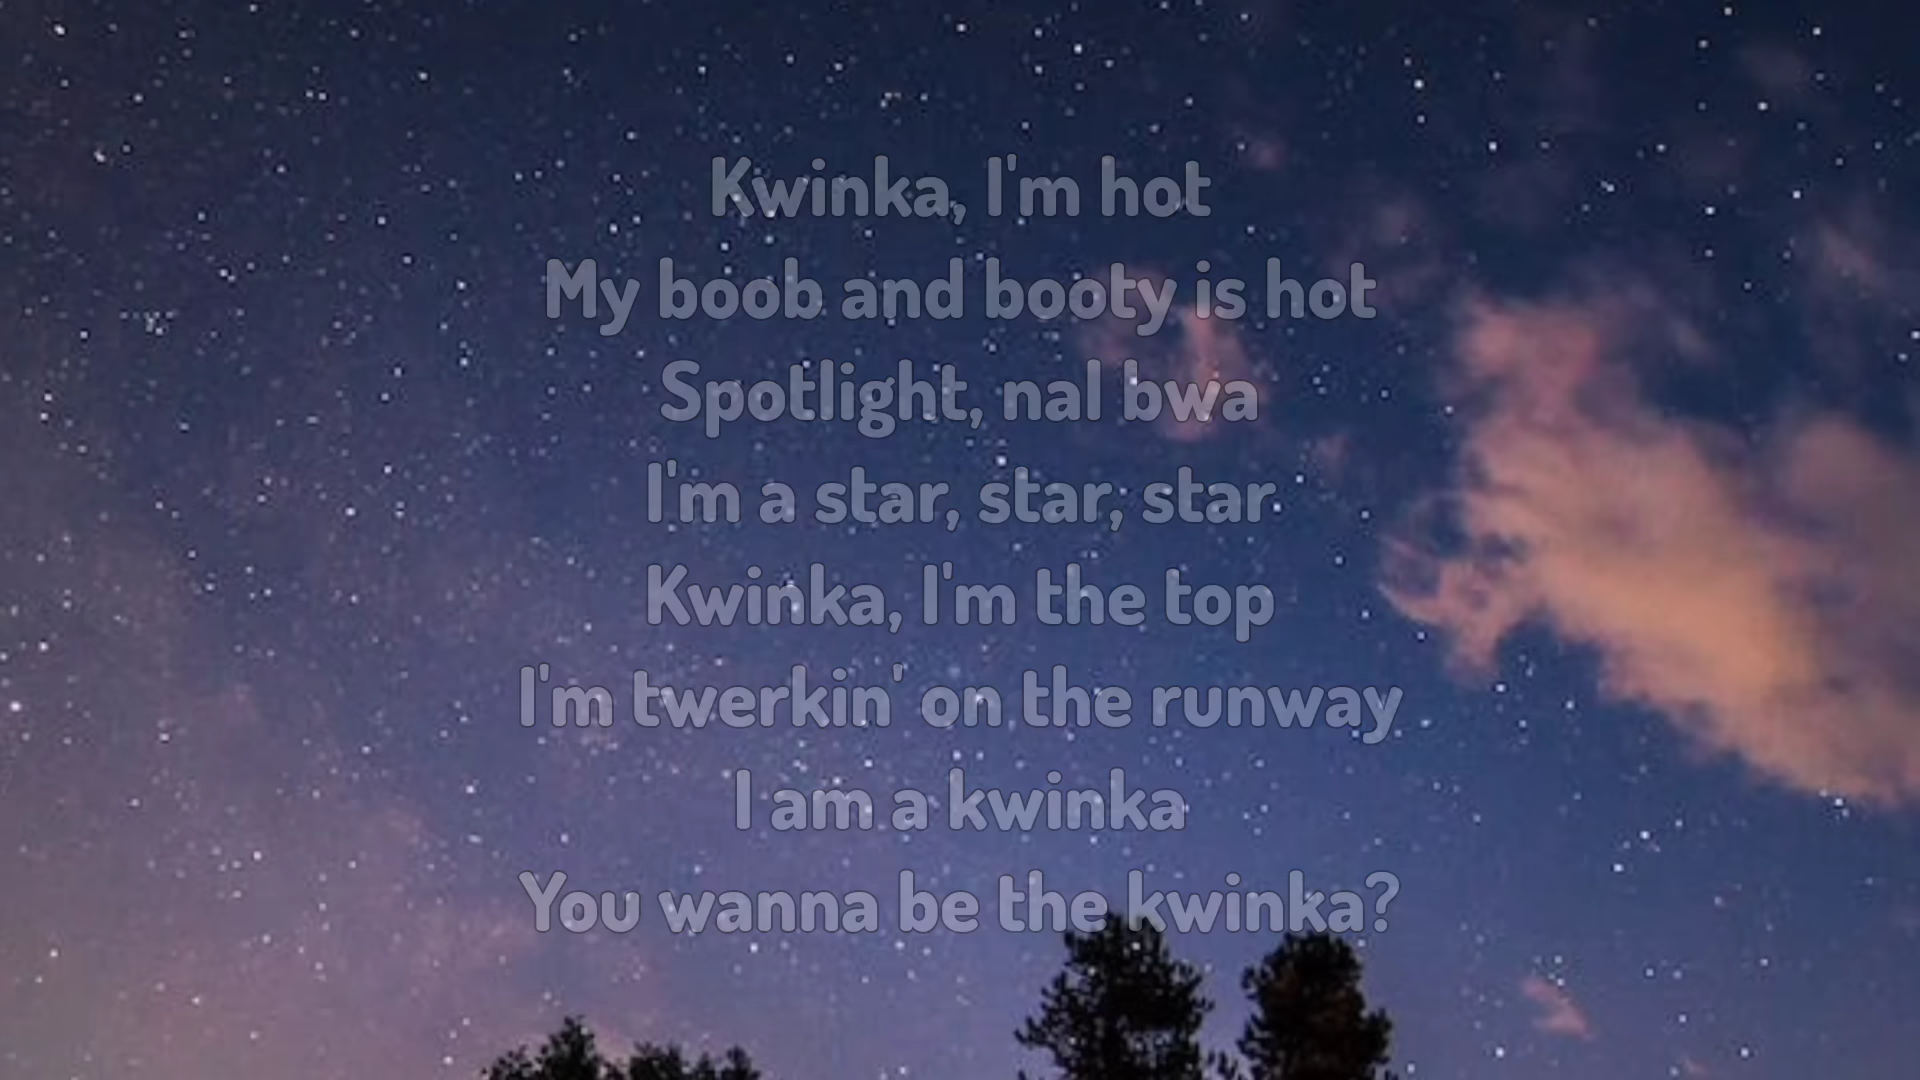 Kwinka, I'm hot
My boob and booty is hot
Spotlight, nal bwa
I'm a star, star, star
Kwinka, I'm the top
I'm twerkin' on the runway
I am a kwinka
You wanna be the kwinka?